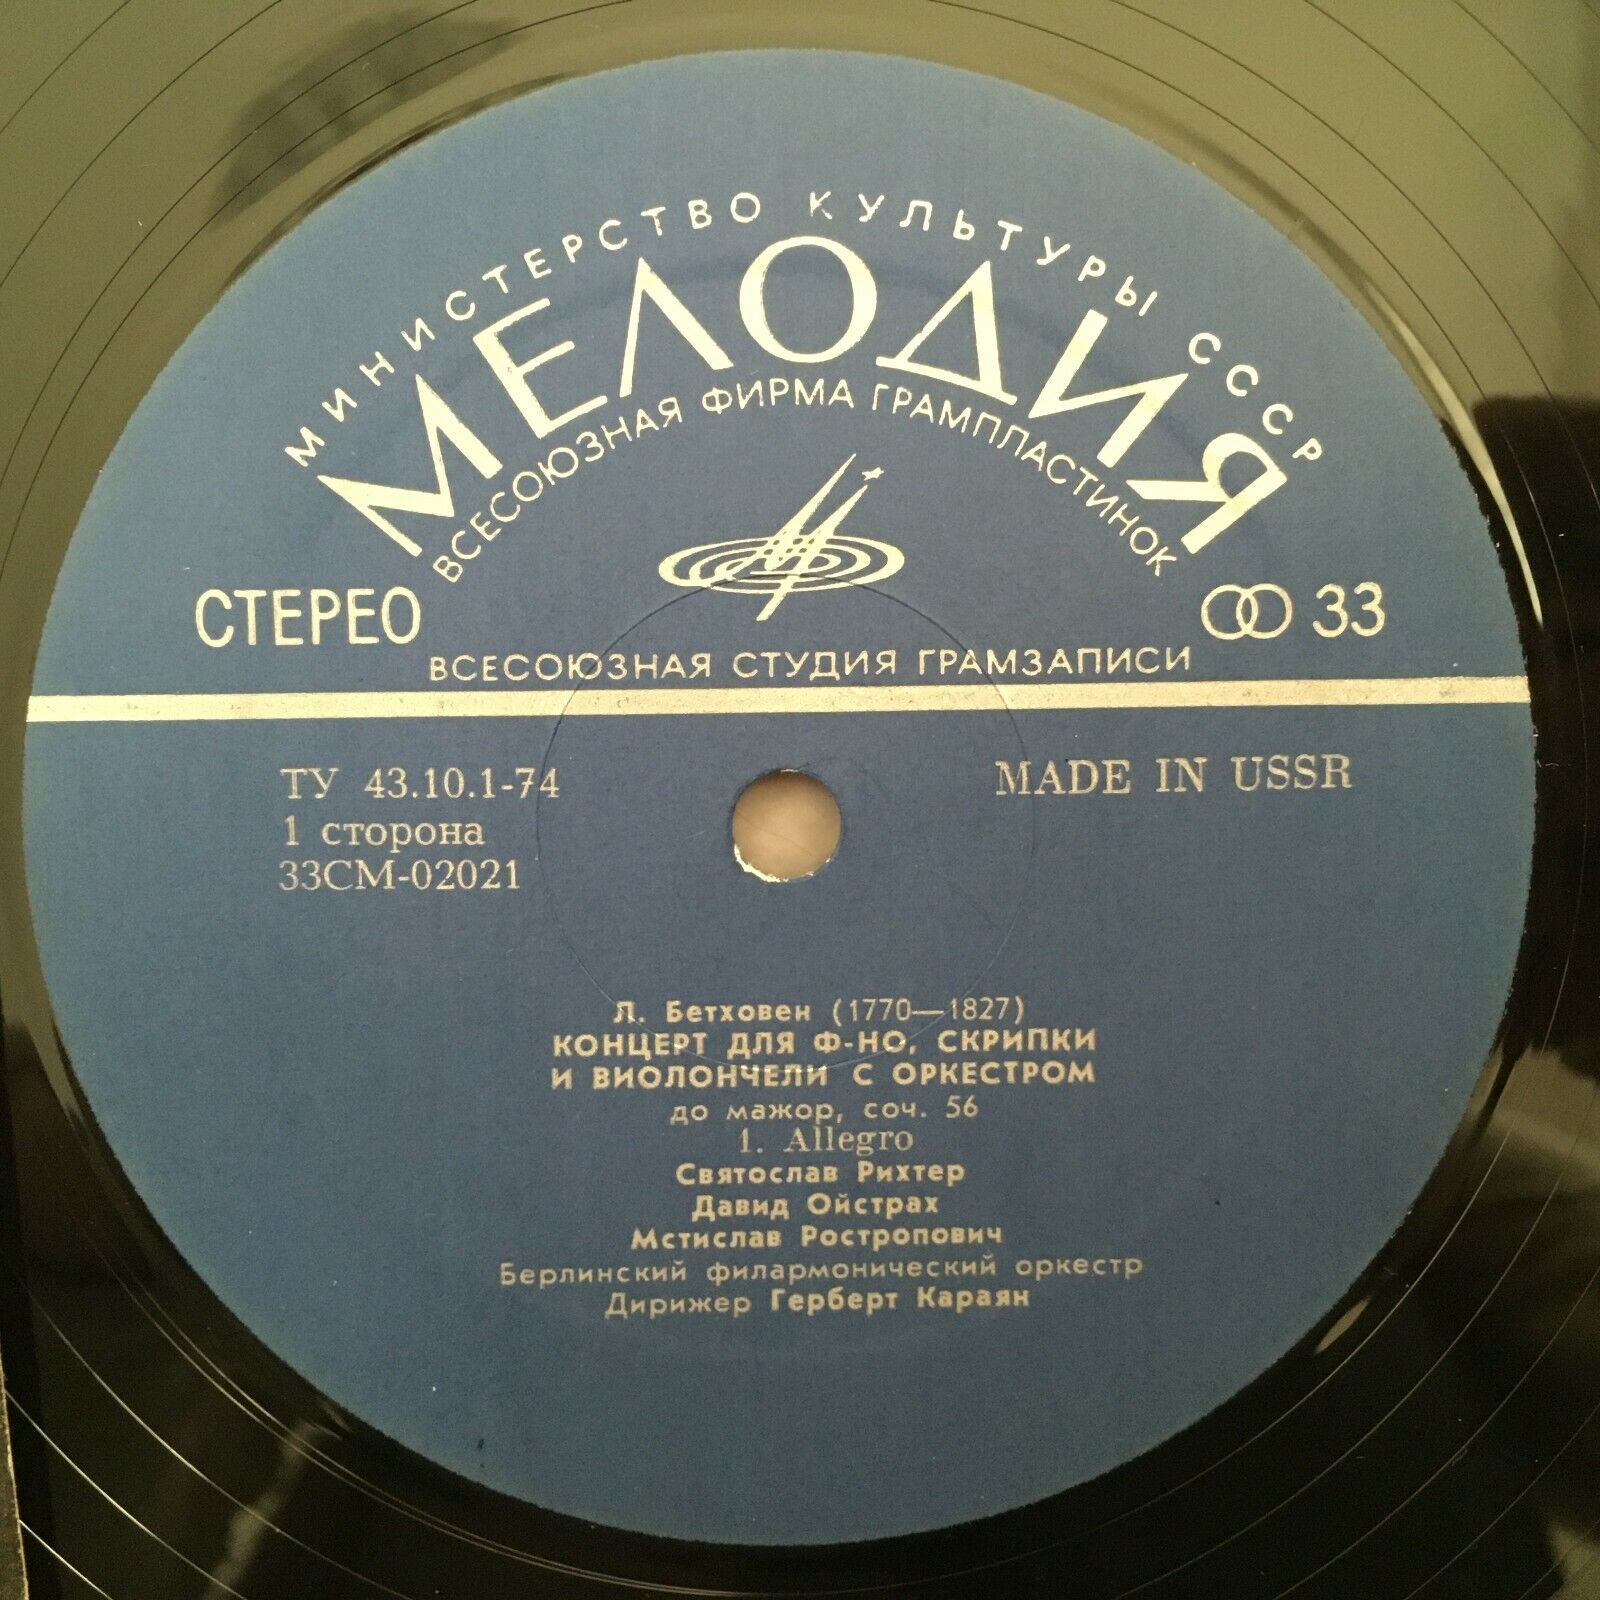 МИНИСТЕРСТВО КУЛЬТУРЫ СССР
МЕЛОДИЯ
ВСЕСОЮЗНАЯ ФИРМА ГРАМПЛАСТИНОК
СТЕРЕО
33
ВСЕСОЮЗНАЯ СТУДИЯ ГРАМЗАПИСИ
ТУ 43.10.1-74
MADE IN USSR
1 сторона
33СМ-02021
Л. Бетховен (1770—1827)
КОНЦЕРТ ДЛЯ Ф-НО, СКРИПКИ
И ВИОЛОНЧЕЛИ С ОРКЕСТРОМ
до мажор, соч. 56
1. Allegro
Святослав Рихтер
Давид Ойстрах
Мстислав Ростропович
Берлинский филармонический оркестр
Дирижер Герберт Караян